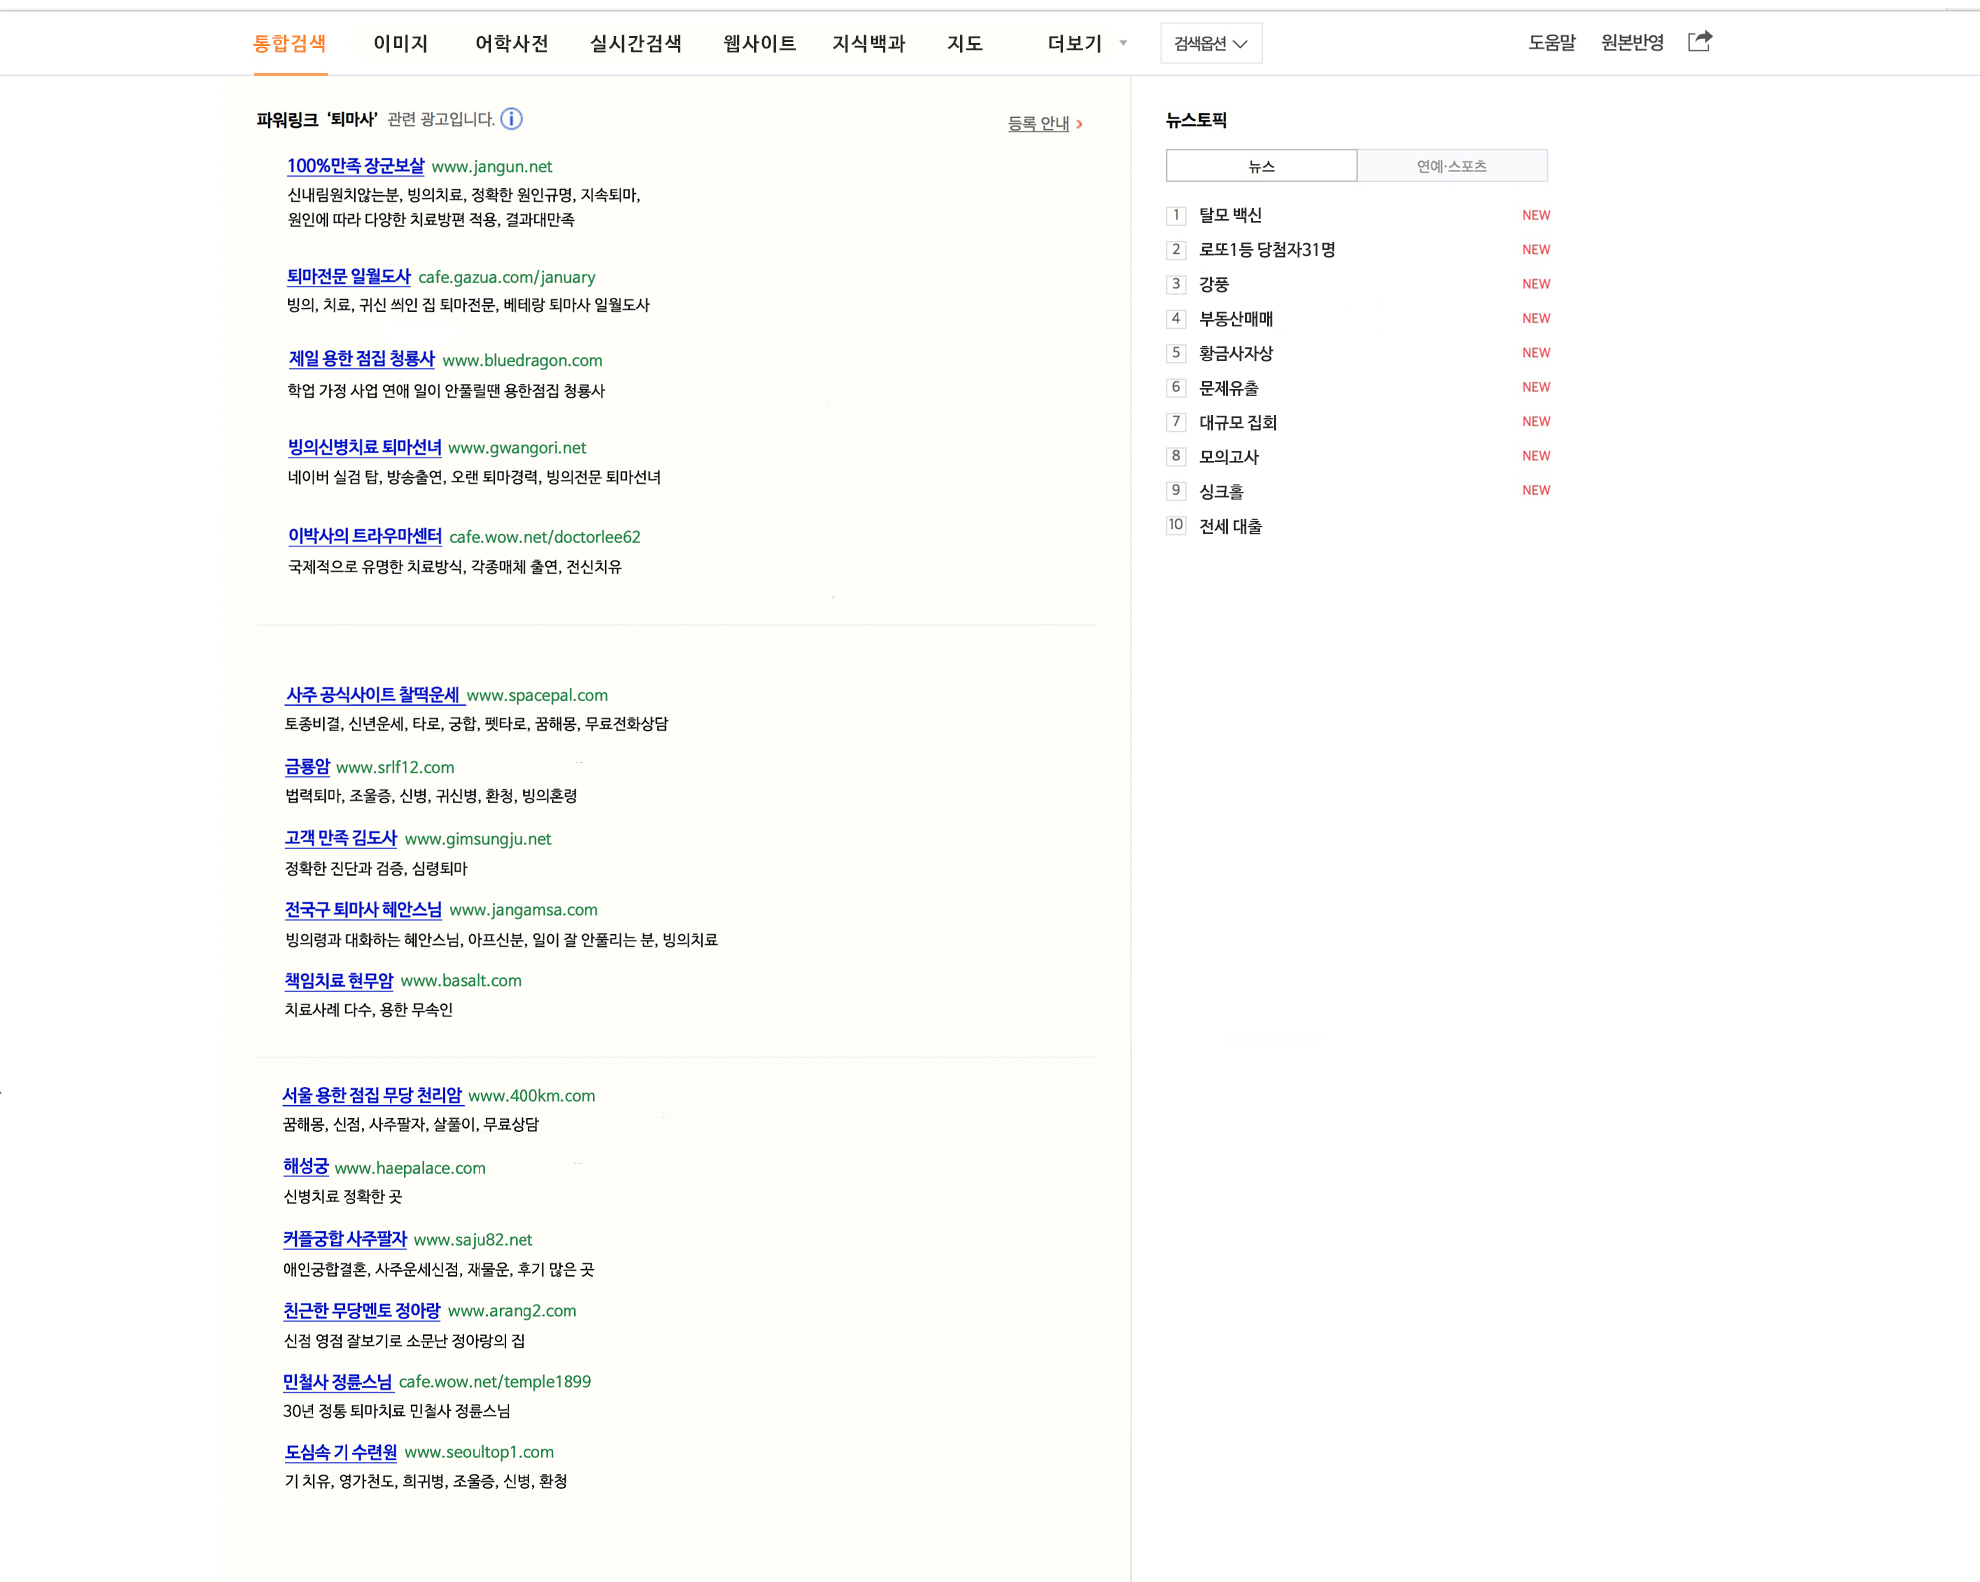 통합검색 이미지 어학사전 실시간검색 웹사이트 지식백과 지도 더보기 검색옵션 도움말 원본반영
파워링크 ‘퇴마사’ 관련 광고입니다.
등록 안내
100%만족 장군보살 www.jangun.net
신내림원치않는분, 빙의치료, 정확한 원인규명, 지속퇴마,
원인에 따라 다양한 치료방편 적용, 결과대만족
퇴마전문 일월도사 cafe.gazua.com/january
빙의, 치료, 귀신 씌인 집 퇴마전문, 베테랑 퇴마사 일월도사
제일 용한 점집 청룡사 www.bluedragon.com
학업 가정 사업 연애 일이 안풀릴땐 용한점집 청룡사
빙의신병치료 퇴마선녀 www.gwangori.net
네이버 실검 탑, 방송출연, 오랜 퇴마경력, 빙의전문 퇴마선녀
이박사의 트라우마센터 cafe.wow.net/doctorlee62
국제적으로 유명한 치료방식, 각종매체 출연, 전신치유
사주 공식사이트 찰떡운세 www.spacepal.com
토종비결, 신년운세, 타로, 궁합, 펫타로, 꿈해몽, 무료전화상담
금룡암 www.srlf12.com
법력퇴마, 조울증, 신병, 귀신병, 환청, 빙의혼령
고객 만족 김도사 www.gimsungju.net
정확한 진단과 검증, 심령퇴마
전국구 퇴마사 혜안스님 www.jangamsa.com
빙의령과 대화하는 혜안스님, 아프신분, 일이 잘 안풀리는 분, 빙의치료
책임치료 현무암 www.basalt.com
치료사례 다수, 용한 무속인
서울 용한 점집 무당 천리암 www.400km.com
꿈해몽, 신점, 사주팔자, 살풀이, 무료상담
해성궁 www.haepalace.com
신병치료 정확한 곳
커플궁합 사주팔자 www.saju82.net
애인궁합결혼, 사주운세신점, 재물운, 후기 많은 곳
친근한 무당멘토 정아랑 www.arang2.com
신점 영점 잘보기로 소문난 정아랑의 집
민철사 정륜스님 cafe.wow.net/temple1899
30년 정통 퇴마치료 민철사 정륜스님
도심속 기 수련원 www.seoultop1.com
기 치유, 영가천도, 희귀병, 조울증, 신병, 환청
뉴스토픽
뉴스 연예·스포츠
1 탈모 백신 NEW
2 로또1등 당첨자31명 NEW
3 강풍 NEW
4 부동산매매 NEW
5 황금사자상 NEW
6 문제유출 NEW
7 대규모 집회 NEW
8 모의고사 NEW
9 싱크홀 NEW
10 전세 대출